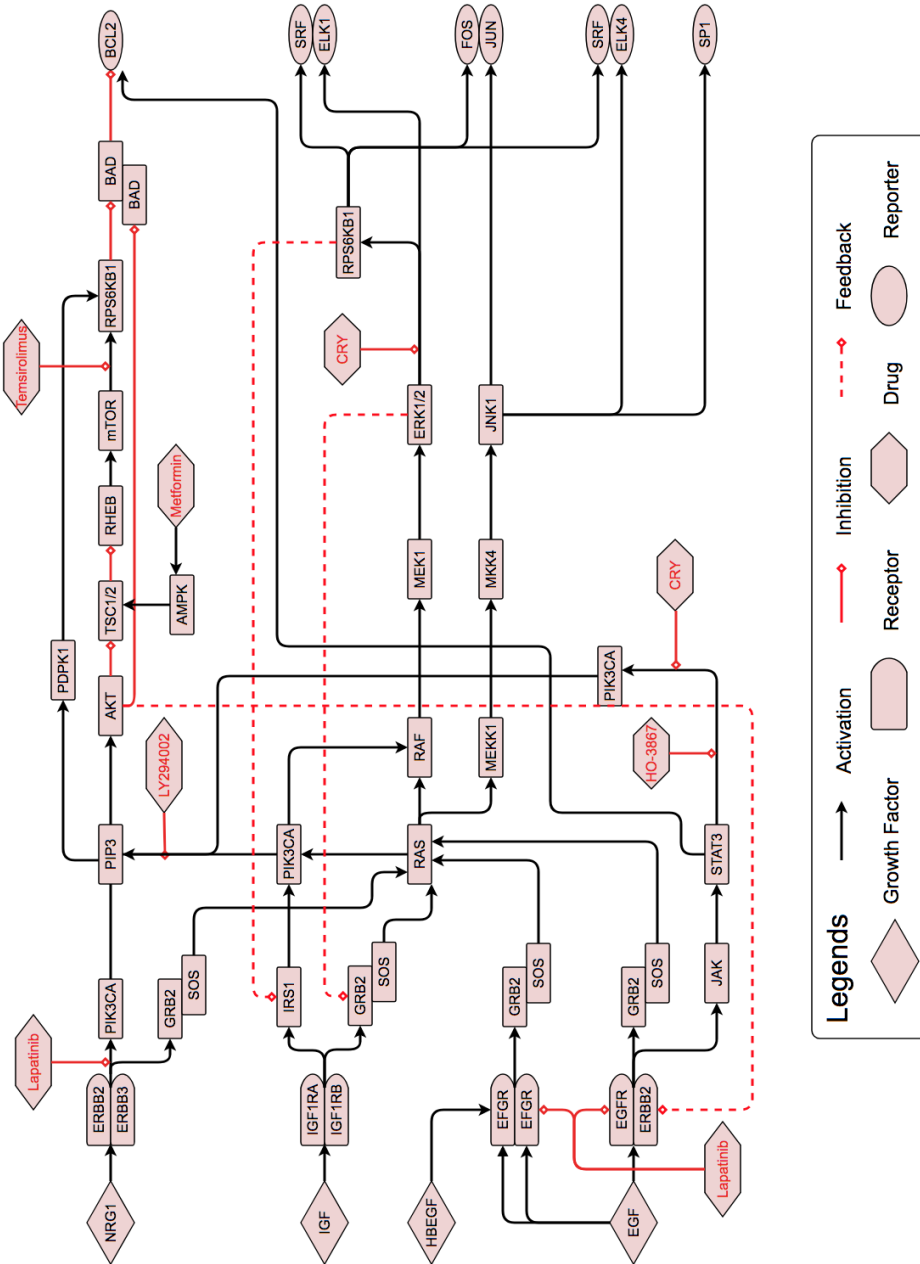 NRG1
IGF
HBEGF
EGF
Lapatinib
ERBB2
ERBB3
IGF1RA
IGF1RB
EFGR
EFGR
EGFR
ERBB2
Lapatinib
PIK3CA
GRB2
SOS
IRS1
GRB2
SOS
GRB2
SOS
GRB2
SOS
JAK
PIP3
LY294002
PIK3CA
RAS
STAT3
PDPK1
AKT
RAF
MEKK1
HO-3867
PIK3CA
CRY
TSC1/2
AMPK
Metformin
RHEB
MEK1
MKK4
mTOR
Temsirolimus
ERK1/2
JNK1
CRY
RPS6KB1
RPS6KB1
BAD
BAD
BCL2
SRF
ELK1
FOS
JUN
SRF
ELK4
SP1
Legends
Activation
Inhibition
Feedback
Growth Factor
Receptor
Drug
Reporter